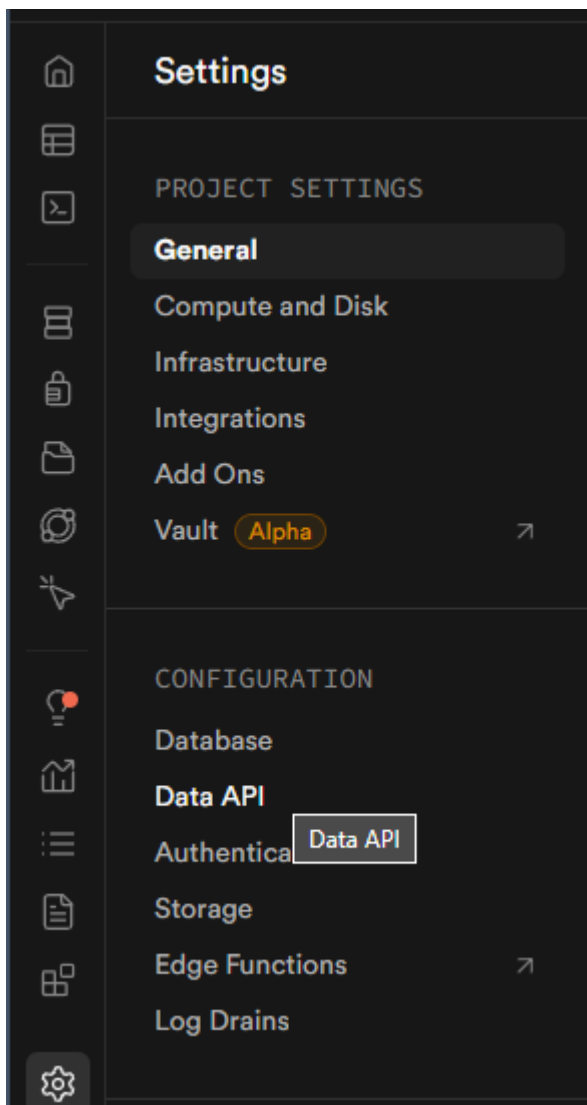 Settings
PROJECT SETTINGS
General
Compute and Disk
Infrastructure
Integrations
Add Ons
Vault Alpha
CONFIGURATION
Database
Data API
Data API
Authentica
Storage
Edge Functions
Log Drains